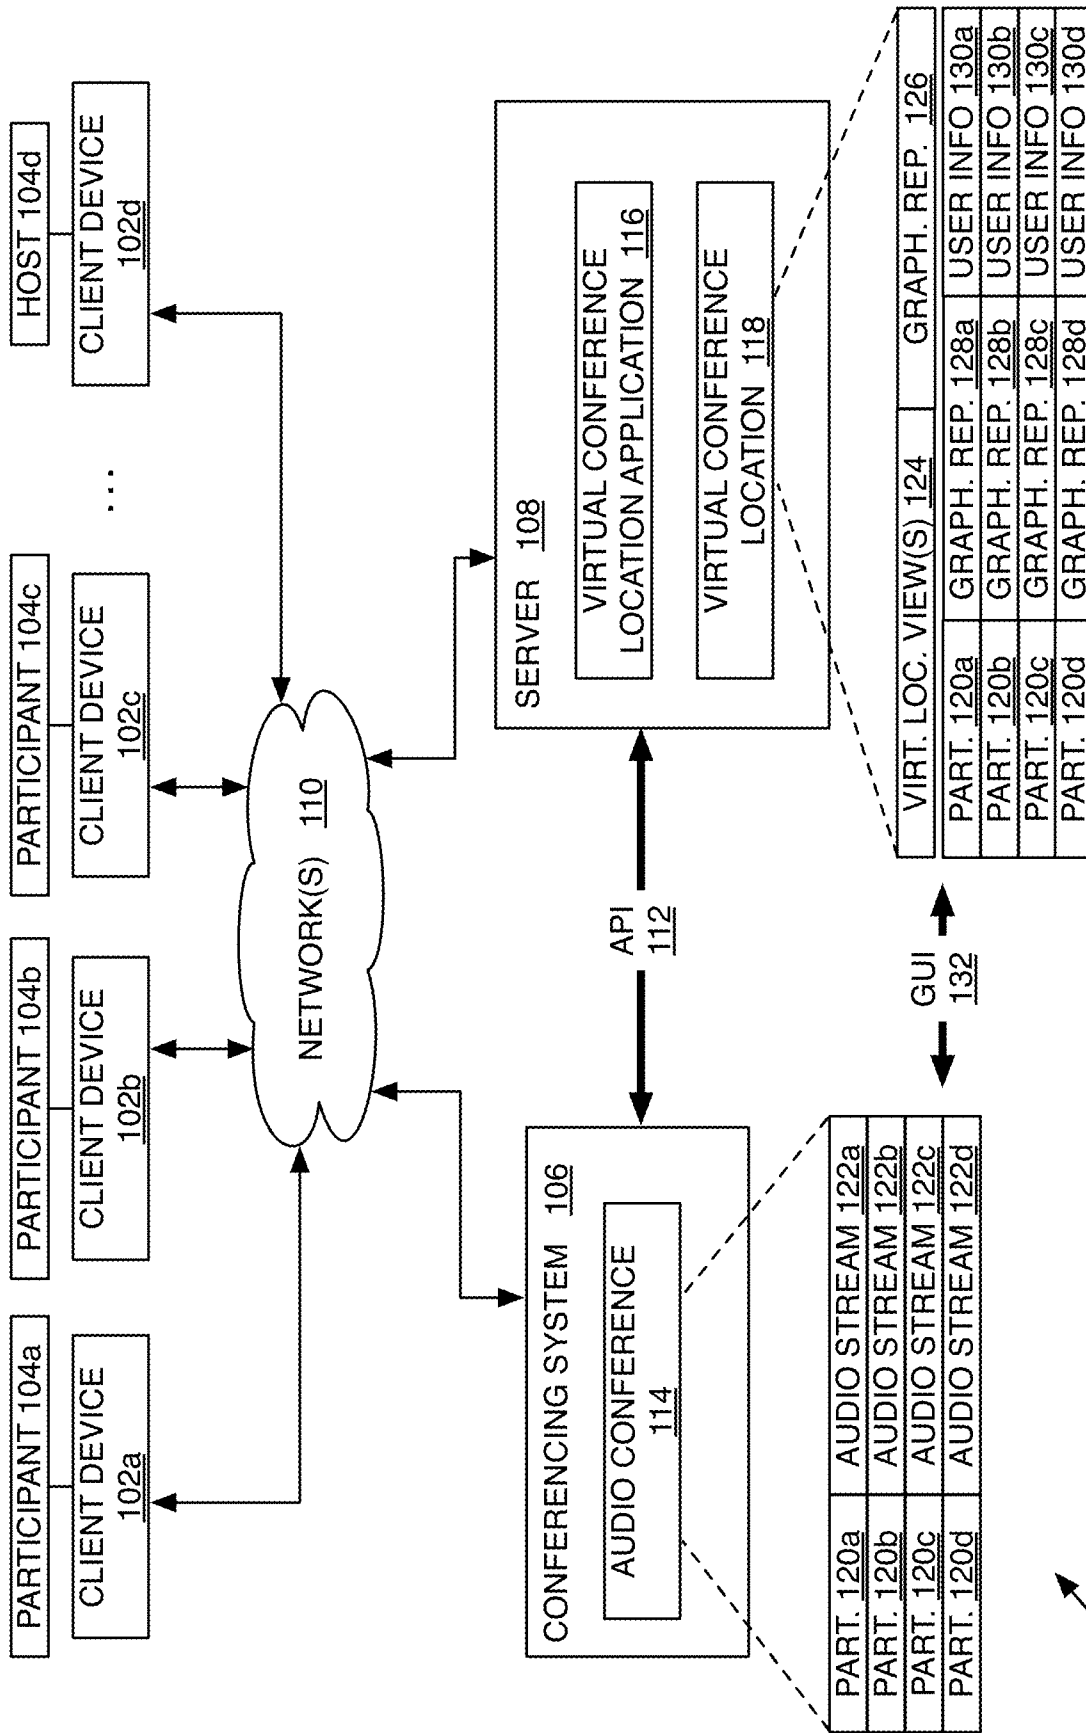 PARTICIPANT 104a
CLIENT DEVICE
102a
PARTICIPANT 104b
CLIENT DEVICE
102b
PARTICIPANT 104c
CLIENT DEVICE
102c
...
HOST 104d
CLIENT DEVICE
102d
NETWORK(S) 110
CONFERENCING SYSTEM 106
AUDIO CONFERENCE
114
API
112
SERVER 108
VIRTUAL CONFERENCE
LOCATION APPLICATION 116
VIRTUAL CONFERENCE
LOCATION 118
PART. 120a AUDIO STREAM 122a
PART. 120b AUDIO STREAM 122b
PART. 120c AUDIO STREAM 122c
PART. 120d AUDIO STREAM 122d
GUI
132
VIRT. LOC. VIEW(S) 124 GRAPH. REP. 126
PART. 120a GRAPH. REP. 128a USER INFO 130a
PART. 120b GRAPH. REP. 128b USER INFO 130b
PART. 120c GRAPH. REP. 128c USER INFO 130c
PART. 120d GRAPH. REP. 128d USER INFO 130d